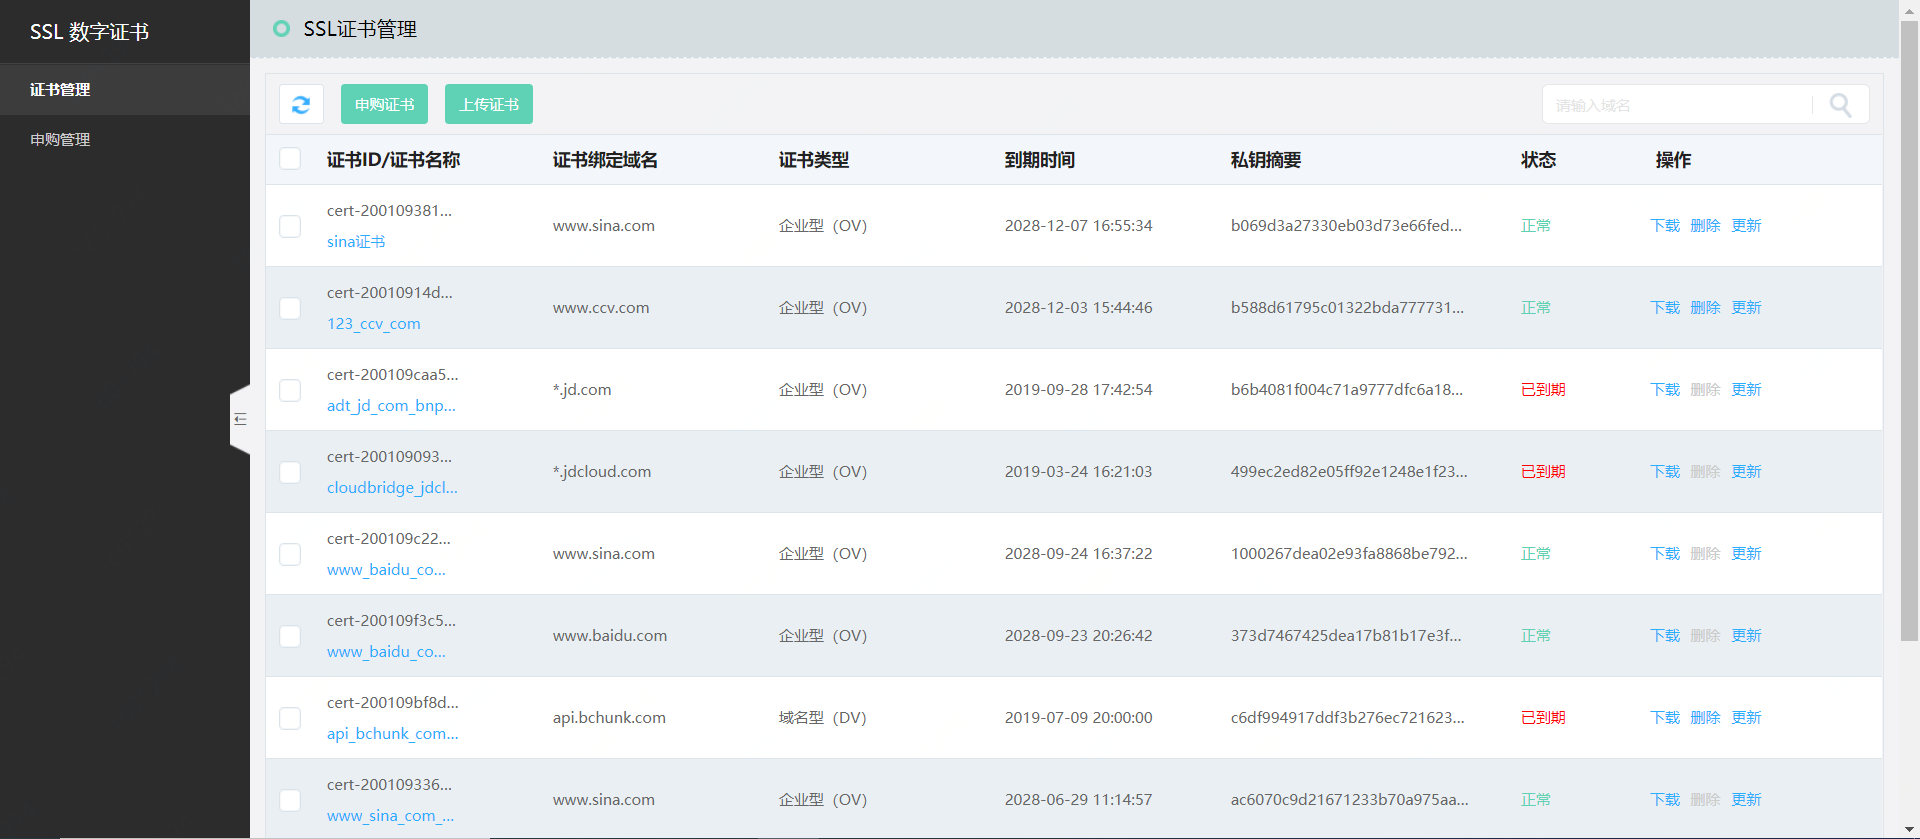 SSL 数字证书
证书管理
申购管理
SSL证书管理
申购证书
上传证书
请输入域名
证书ID/证书名称 证书绑定域名 证书类型 到期时间 私钥摘要 状态 操作
cert-200109381...
sina证书
www.sina.com 企业型（OV） 2028-12-07 16:55:34 b069d3a27330eb03d73e66fed... 正常 下载 删除 更新
cert-20010914d...
123_ccv_com
www.ccv.com 企业型（OV） 2028-12-03 15:44:46 b588d61795c01322bda777731... 正常 下载 删除 更新
cert-200109caa5...
adt_jd_com_bnp...
*.jd.com 企业型（OV） 2019-09-28 17:42:54 b6b4081f004c71a9777dfc6a18... 已到期 下载 删除 更新
cert-200109093...
cloudbridge_jdcl...
*.jdcloud.com 企业型（OV） 2019-03-24 16:21:03 499ec2ed82e05ff92e1248e1f23... 已到期 下载 删除 更新
cert-200109c22...
www_baidu_co...
www.sina.com 企业型（OV） 2028-09-24 16:37:22 1000267dea02e93fa8868be792... 正常 下载 删除 更新
cert-200109f3c5...
www_baidu_co...
www.baidu.com 企业型（OV） 2028-09-23 20:26:42 373d7467425dea17b81b17e3f... 正常 下载 删除 更新
cert-200109bf8d...
api_bchunk_com...
api.bchunk.com 域名型（DV） 2019-07-09 20:00:00 c6df994917ddf3b276ec721623... 已到期 下载 删除 更新
cert-200109336...
www_sina_com_...
www.sina.com 企业型（OV） 2028-06-29 11:14:57 ac6070c9d21671233b70a975aa... 正常 下载 删除 更新